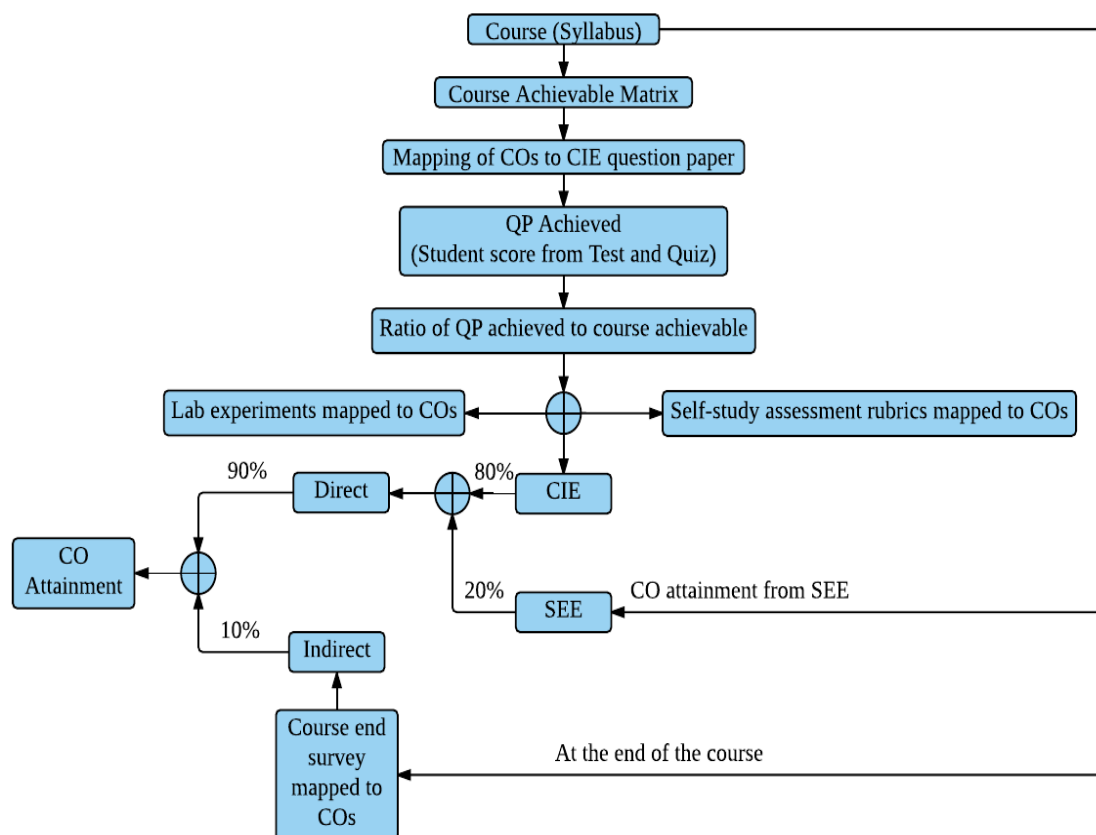 Course (Syllabus)
Course Achievable Matrix
Mapping of COs to CIE question paper
QP Achieved
(Student score from Test and Quiz)
Ratio of QP achieved to course achievable
Lab experiments mapped to COs
Self-study assessment rubrics mapped to COs
90%
Direct
80%
CIE
CO
Attainment
20%
SEE
CO attainment from SEE
10%
Indirect
Course end
survey
mapped to
COs
At the end of the course